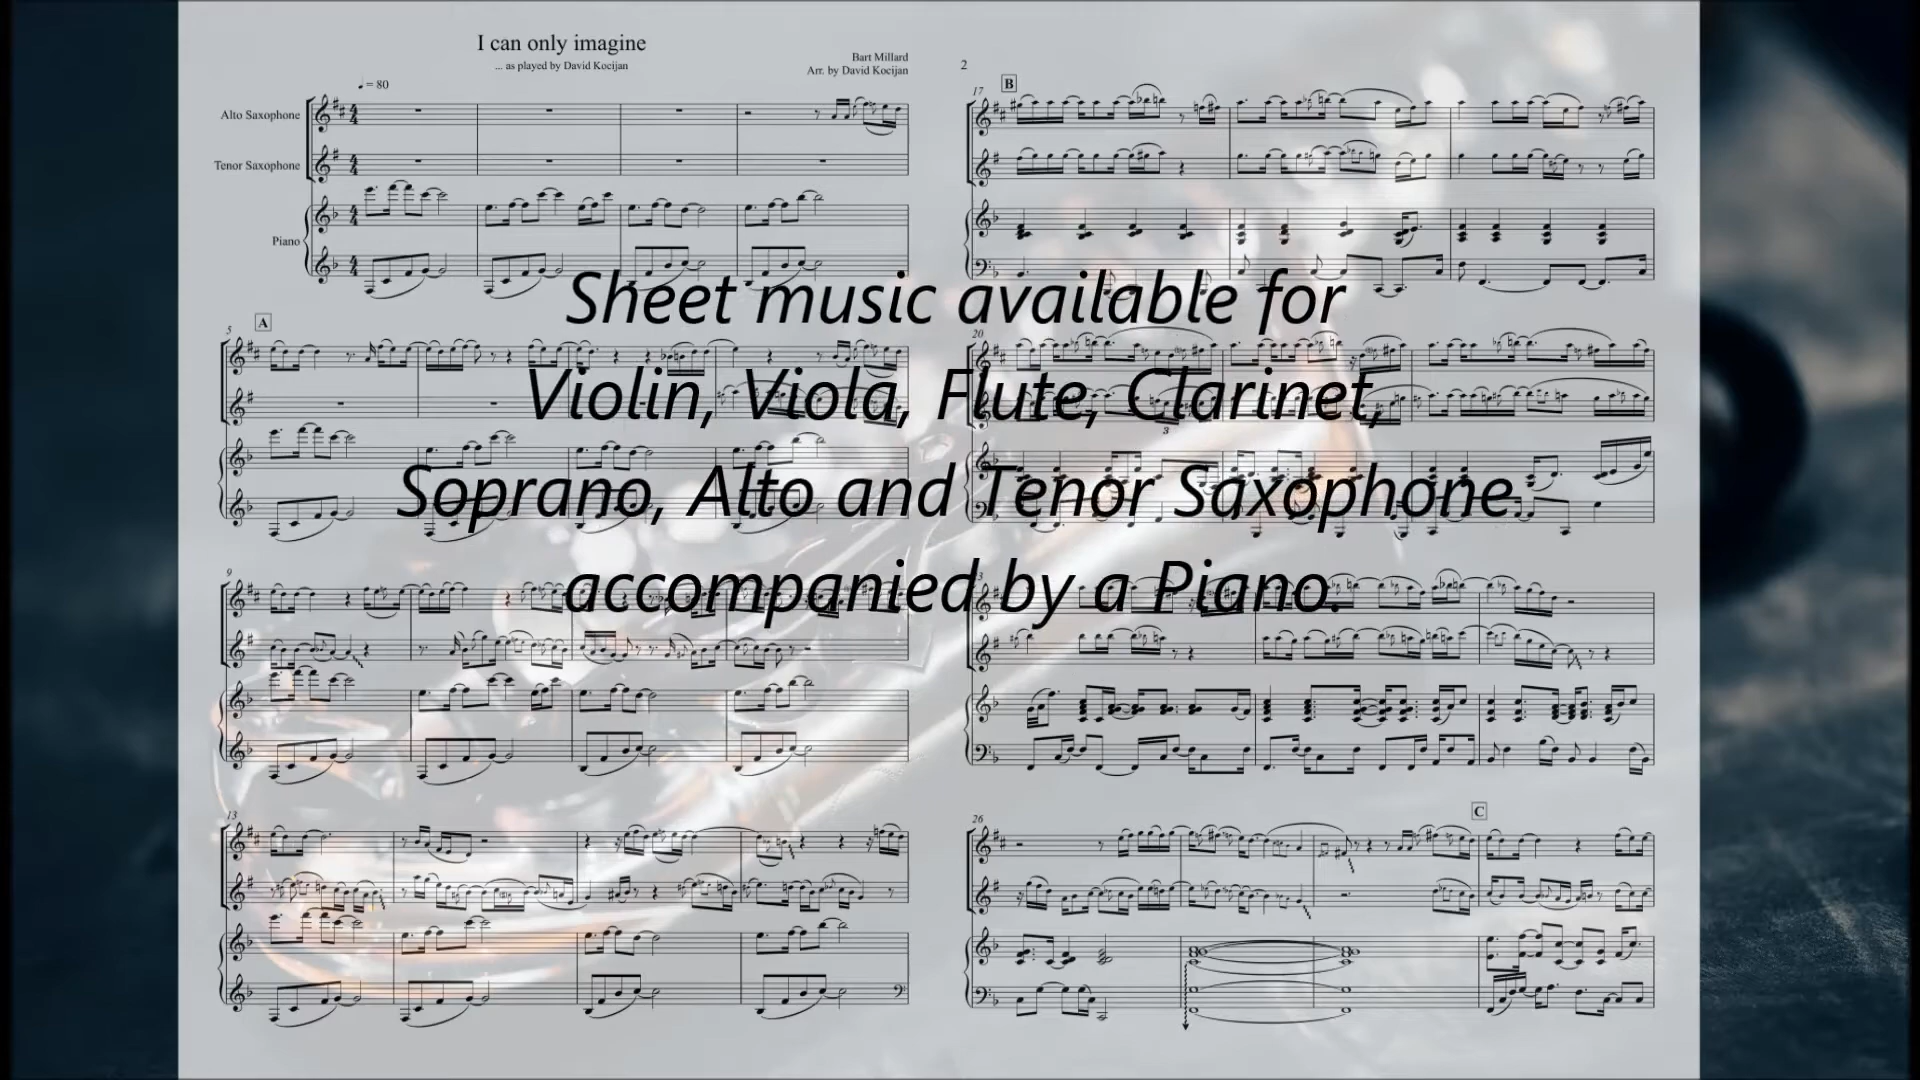 I can only imagine
... as played by David Kocijan
Bart Millard
Arr. by David Kocijan
♩ = 80
Alto Saxophone
Tenor Saxophone
Piano
A
5
9
13
2
17
B
20
3
26
C
Sheet music available for
Violin, Viola, Flute, Clarinet,
Soprano, Alto and Tenor Saxophone
accompanied by a Piano.